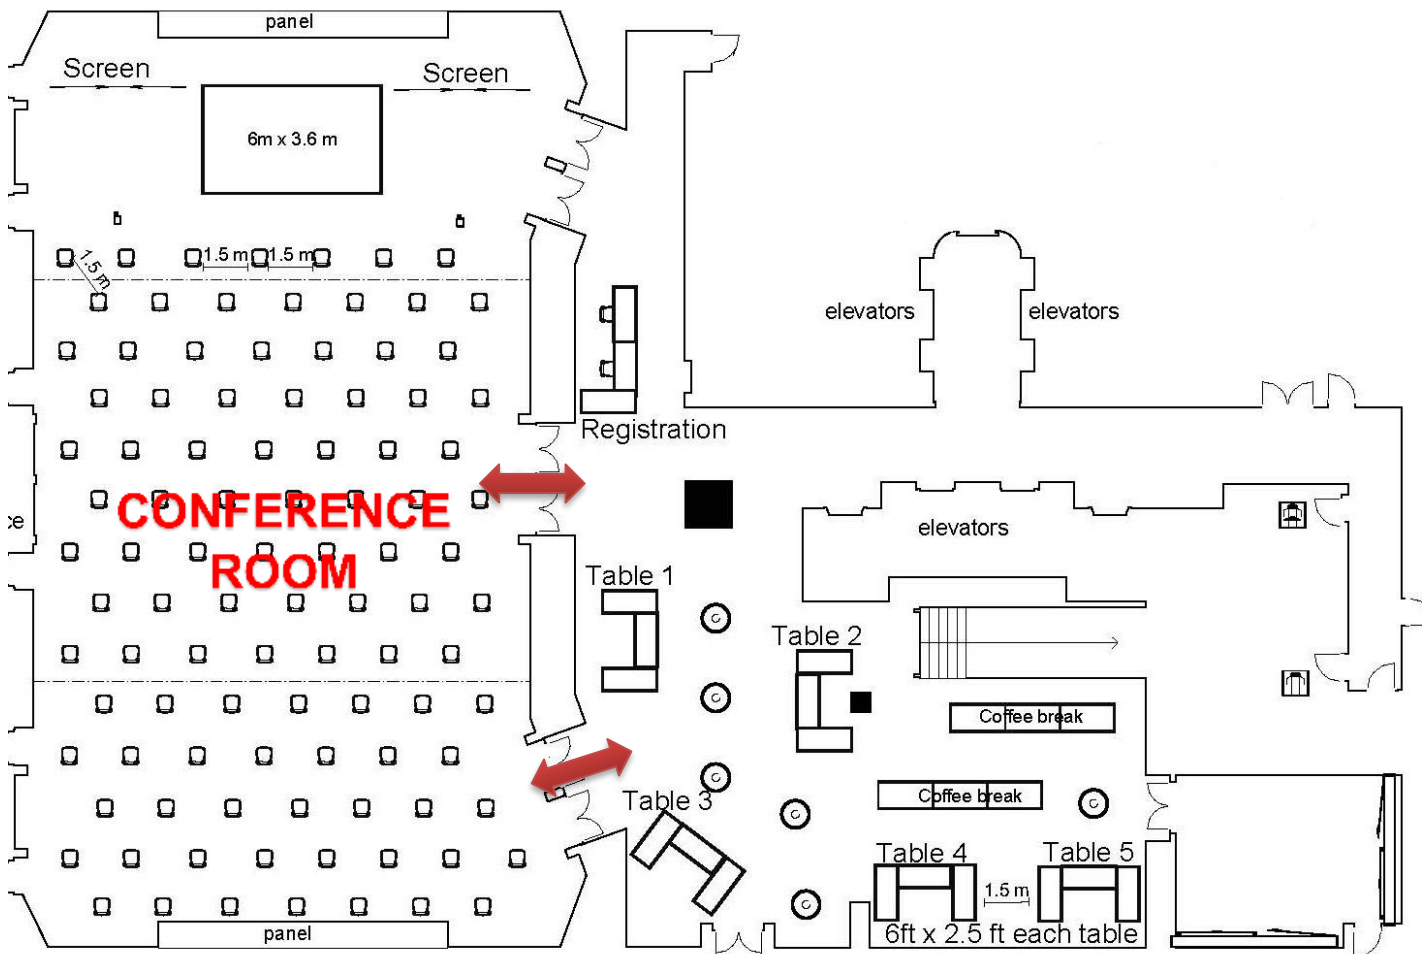 panel
Screen
Screen
6m x 3.6 m
1.5 m
1.5 m
1.5 m
elevators
elevators
Registration
CONFERENCE
ROOM
elevators
Table 1
Table 2
Coffee break
Table 3
Coffee break
Table 4
Table 5
1.5 m
6ft x 2.5 ft each table
panel
C
C
C
C
C
C